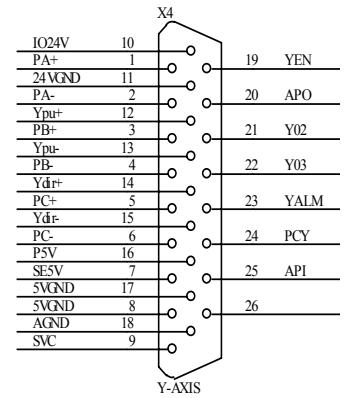 X4
IO24V 10
PA+ 1 19 YEN
24VGND 11
PA- 2 20 APO
Ypu+ 12
PB+ 3 21 Y02
Ypu- 13
PB- 4 22 Y03
Ydir+ 14
PC+ 5 23 YALM
Ydir- 15
PC- 6 24 PCY
P5V 16
SE5V 7 25 API
5VGND 17
5VGND 8 26
AGND 18
SVC 9
Y-AXIS